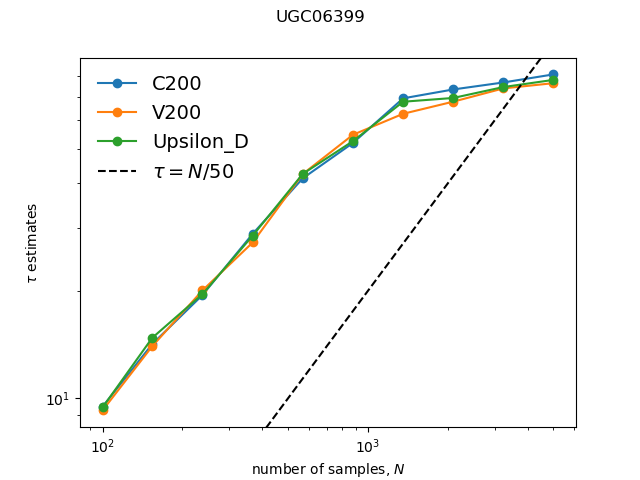 UGC06399
C200
V200
Upsilon_D
τ = N/50
τ estimates
10¹
10² 10³
number of samples, N